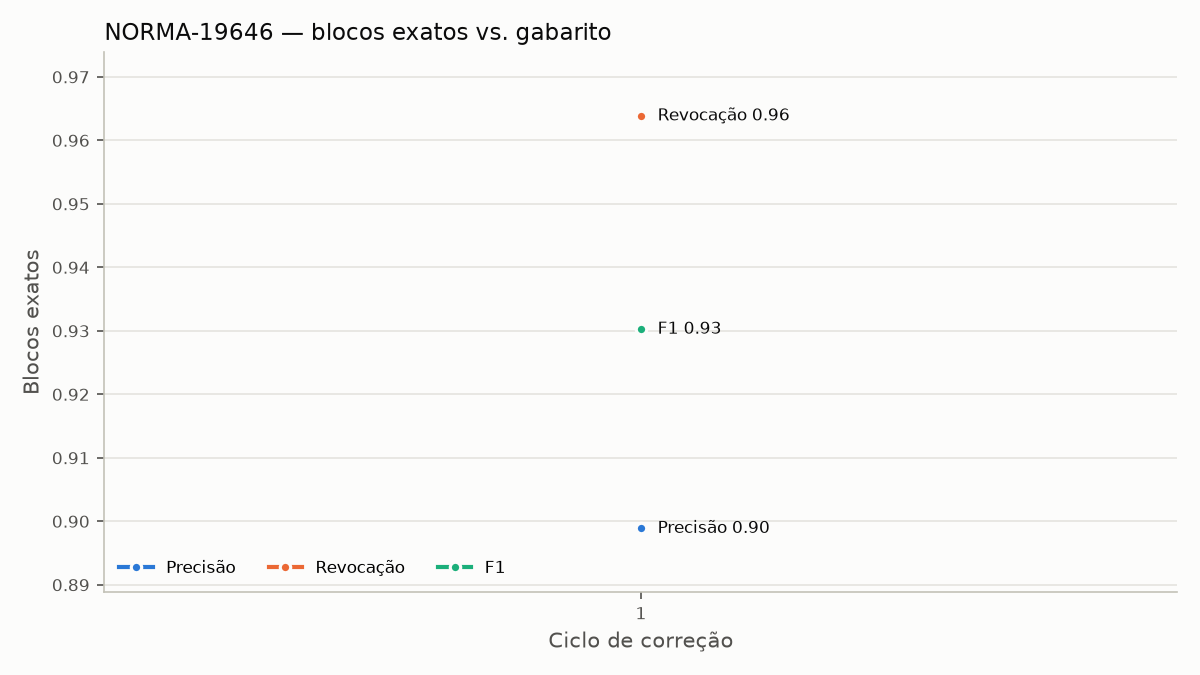 NORMA-19646 — blocos exatos vs. gabarito
Blocos exatos
0.97
0.96
0.95
0.94
0.93
0.92
0.91
0.90
0.89
Revocação 0.96
F1 0.93
Precisão 0.90
Precisão
Revocação
F1
1
Ciclo de correção